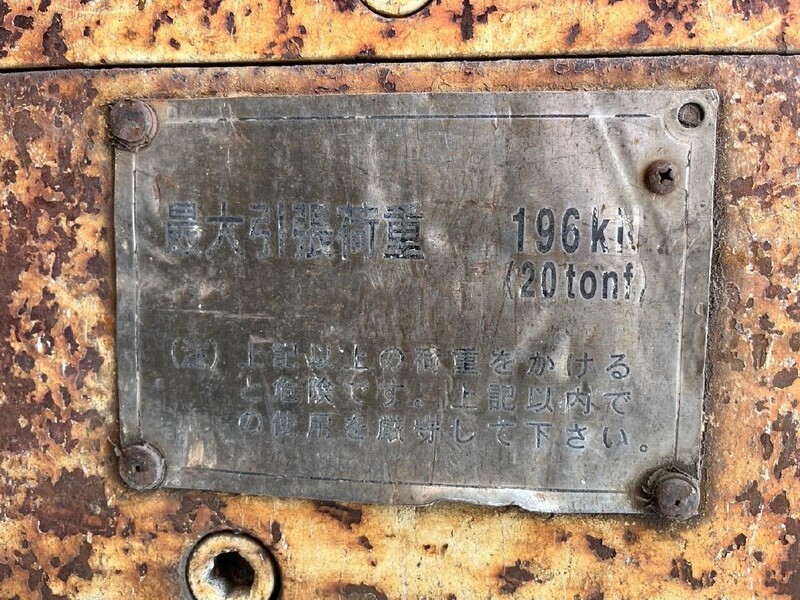 最大引張荷重 196kN
(20tonf)
(注) 上記以上の荷重をかける
と危険です。上記以内で
の使用を厳守して下さい。